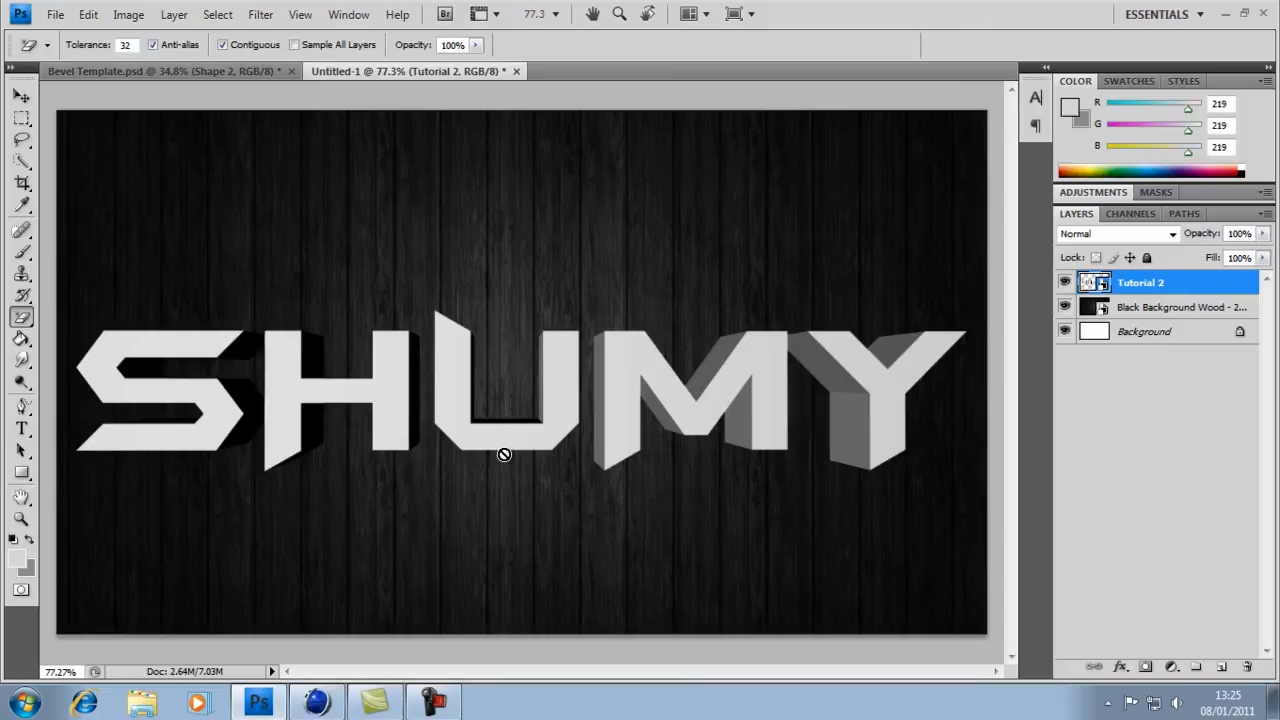 Ps File Edit Image Layer Select Filter View Window Help Br 77.3 ESSENTIALS
Tolerance: 32 Anti-alias Contiguous Sample All Layers Opacity: 100%
Bevel Template.psd @ 34.8% (Shape 2, RGB/8) * Untitled-1 @ 77.3% (Tutorial 2, RGB/8) *
COLOR SWATCHES STYLES
R 219
G 219
B 219
ADJUSTMENTS MASKS
LAYERS CHANNELS PATHS
Normal Opacity: 100%
Lock: Fill: 100%
Tutorial 2
Black Background Wood - 2...
Background
SHUMY
77.27% Doc: 2.64M/7.03M
Ps 13:25
08/01/2011